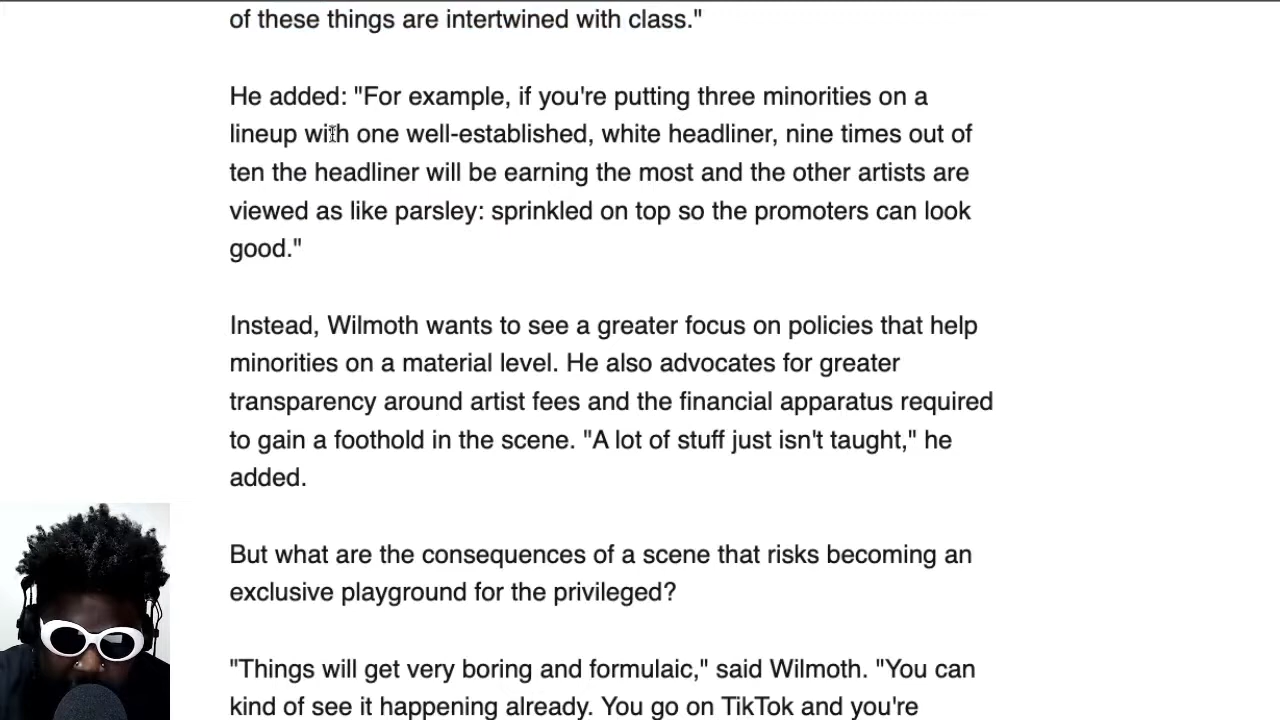 of these things are intertwined with class."
He added: "For example, if you're putting three minorities on a
lineup with one well-established, white headliner, nine times out of
ten the headliner will be earning the most and the other artists are
viewed as like parsley: sprinkled on top so the promoters can look
good."
Instead, Wilmoth wants to see a greater focus on policies that help
minorities on a material level. He also advocates for greater
transparency around artist fees and the financial apparatus required
to gain a foothold in the scene. "A lot of stuff just isn't taught," he
added.
But what are the consequences of a scene that risks becoming an
exclusive playground for the privileged?
"Things will get very boring and formulaic," said Wilmoth. "You can
kind of see it happening already. You go on TikTok and you're